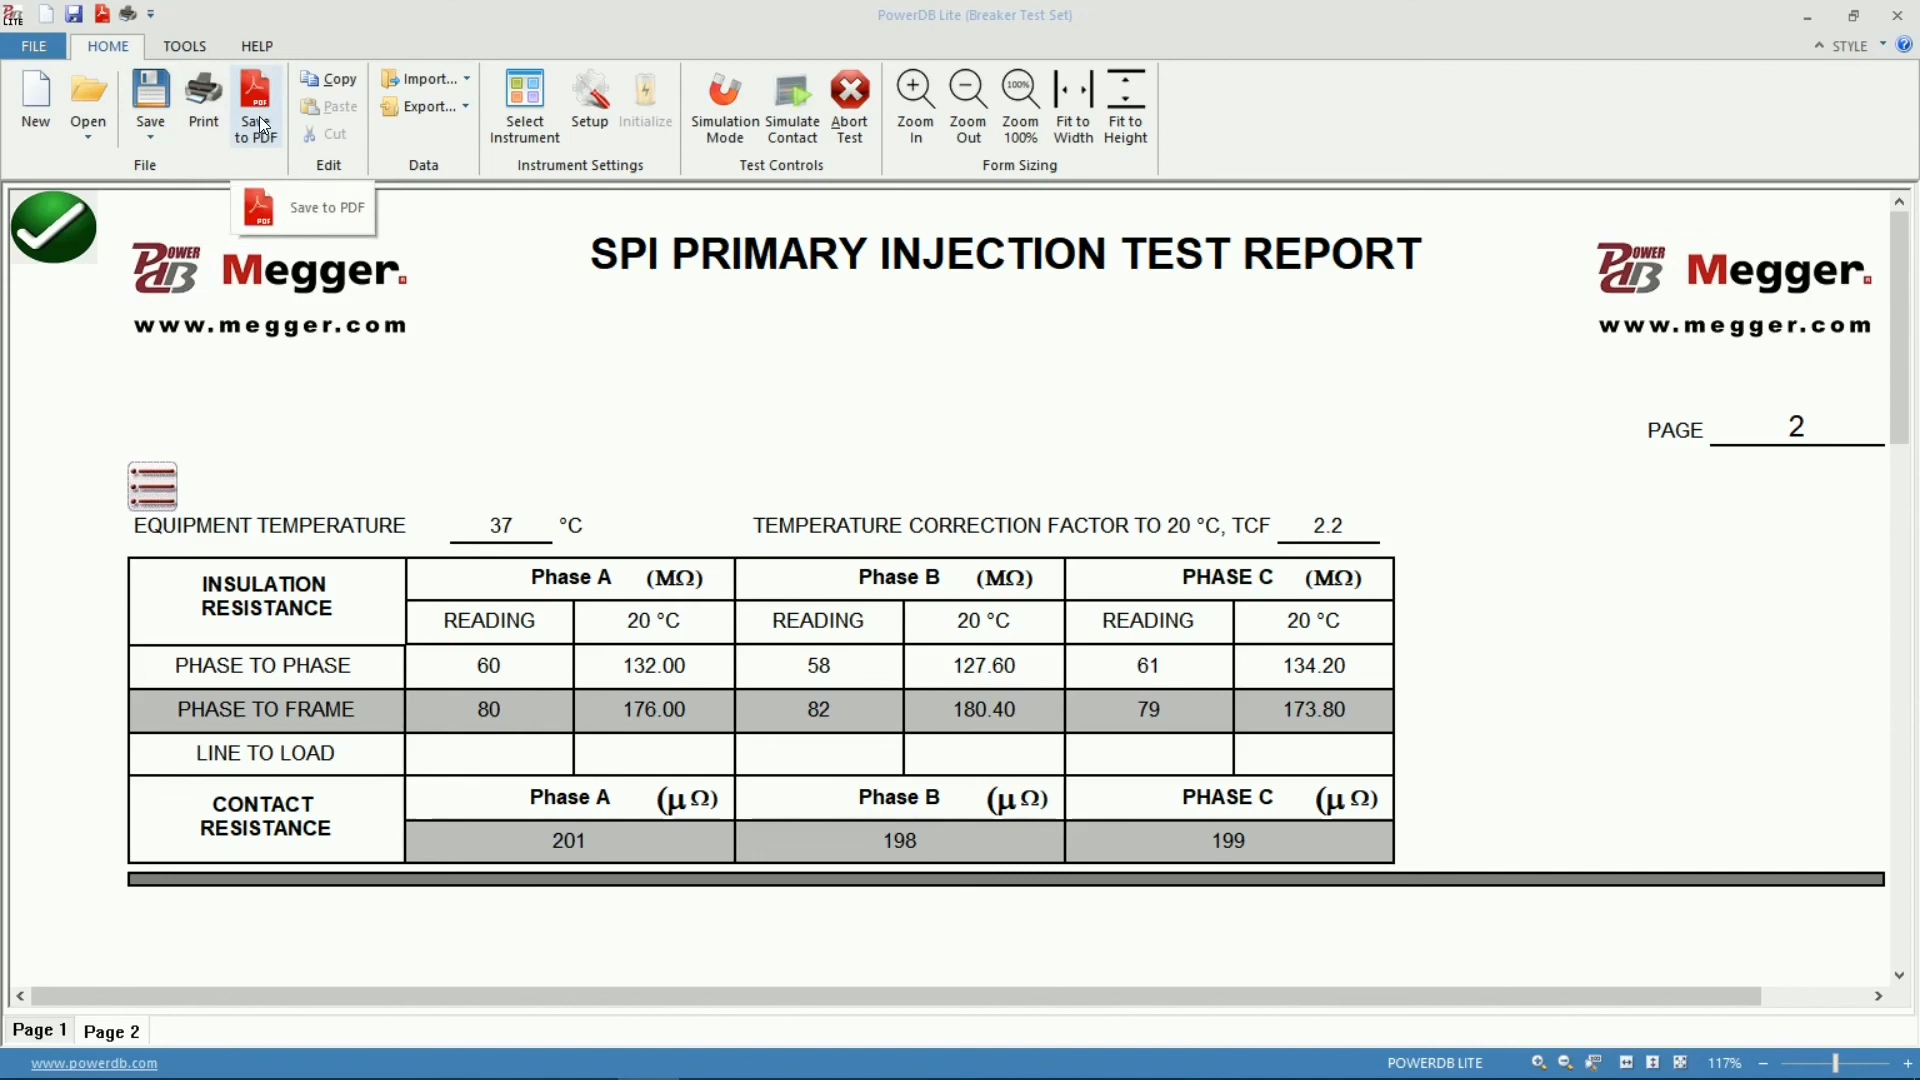 PowerDB Lite (Breaker Test Set)
FILE HOME TOOLS HELP STYLE
New Open Save Print Save to PDF
Copy
Paste
Cut
Import...
Export...
Select Instrument Setup Initialize
Simulation Mode Simulate Contact Abort Test
Zoom In Zoom Out Zoom 100% Fit to Width Fit to Height
File Edit Data Instrument Settings Test Controls Form Sizing
Save to PDF
POWER DB Megger.
www.megger.com
SPI PRIMARY INJECTION TEST REPORT
POWER DB Megger.
www.megger.com
PAGE 2
EQUIPMENT TEMPERATURE 37 °C TEMPERATURE CORRECTION FACTOR TO 20 °C, TCF 2.2
INSULATION RESISTANCE Phase A (MΩ) Phase B (MΩ) PHASE C (MΩ)
READING 20 °C READING 20 °C READING 20 °C
PHASE TO PHASE 60 132.00 58 127.60 61 134.20
PHASE TO FRAME 80 176.00 82 180.40 79 173.80
LINE TO LOAD
CONTACT RESISTANCE Phase A (μ Ω) Phase B (μ Ω) PHASE C (μ Ω)
201 198 199
Page 1 Page 2
www.powerdb.com POWERDB LITE 117%